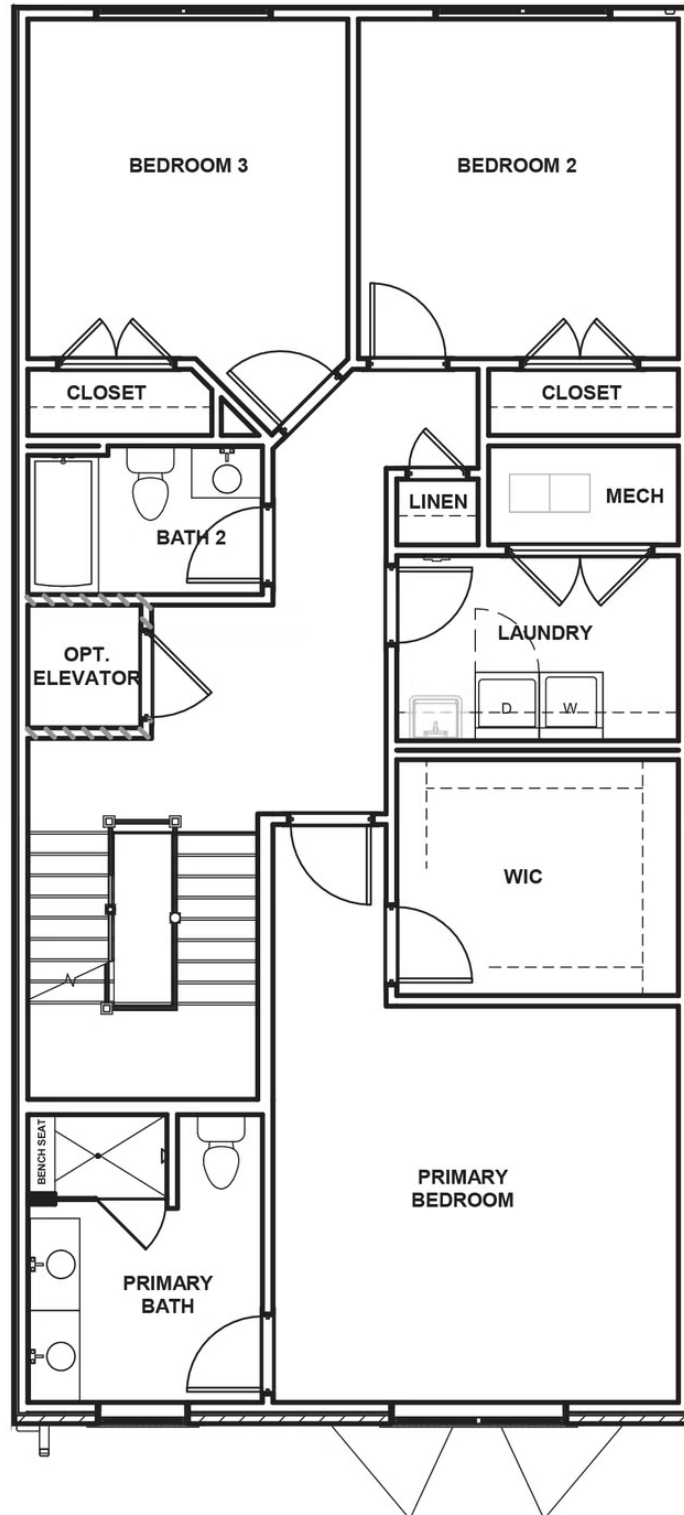 BEDROOM 3
BEDROOM 2
CLOSET
CLOSET
LINEN
MECH
BATH 2
LAUNDRY
OPT.
ELEVATOR
D
W
WIC
BENCH SEAT
PRIMARY
BEDROOM
PRIMARY
BATH